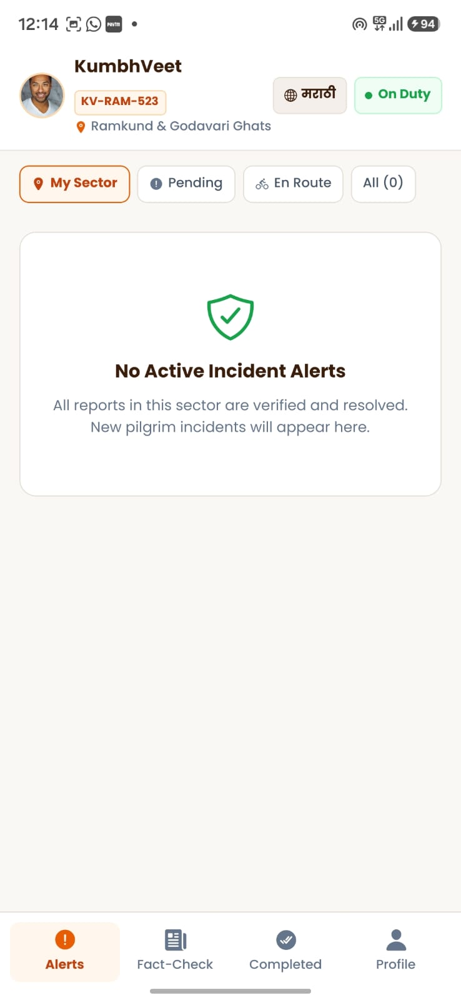 12:14
Paytm
5G
94
KumbhVeet
KV-RAM-523
Ramkund & Godavari Ghats
मराठी
On Duty
My Sector
Pending
En Route
All (0)
No Active Incident Alerts
All reports in this sector are verified and resolved.
New pilgrim incidents will appear here.
Alerts
Fact-Check
Completed
Profile